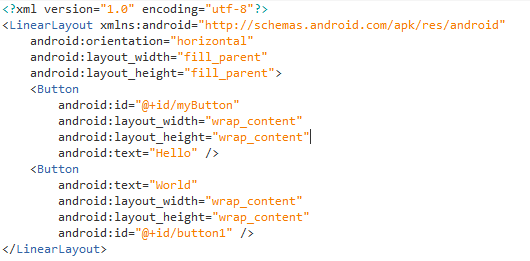 <?xml version="1.0" encoding="utf-8"?>
<LinearLayout xmlns:android="http://schemas.android.com/apk/res/android"
    android:orientation="horizontal"
    android:layout_width="fill_parent"
    android:layout_height="fill_parent">
    <Button
        android:id="@+id/myButton"
        android:layout_width="wrap_content"
        android:layout_height="wrap_content"
        android:text="Hello" />
    <Button
        android:text="World"
        android:layout_width="wrap_content"
        android:layout_height="wrap_content"
        android:id="@+id/button1" />
</LinearLayout>